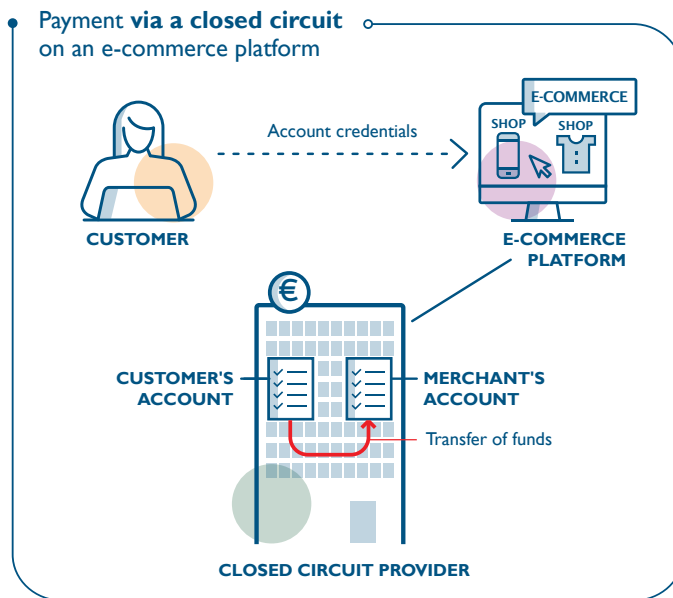 Payment via a closed circuit
on an e-commerce platform
E-COMMERCE
SHOP
SHOP
Account credentials
CUSTOMER
E-COMMERCE
PLATFORM
€
CUSTOMER'S
ACCOUNT
MERCHANT'S
ACCOUNT
Transfer of funds
CLOSED CIRCUIT PROVIDER